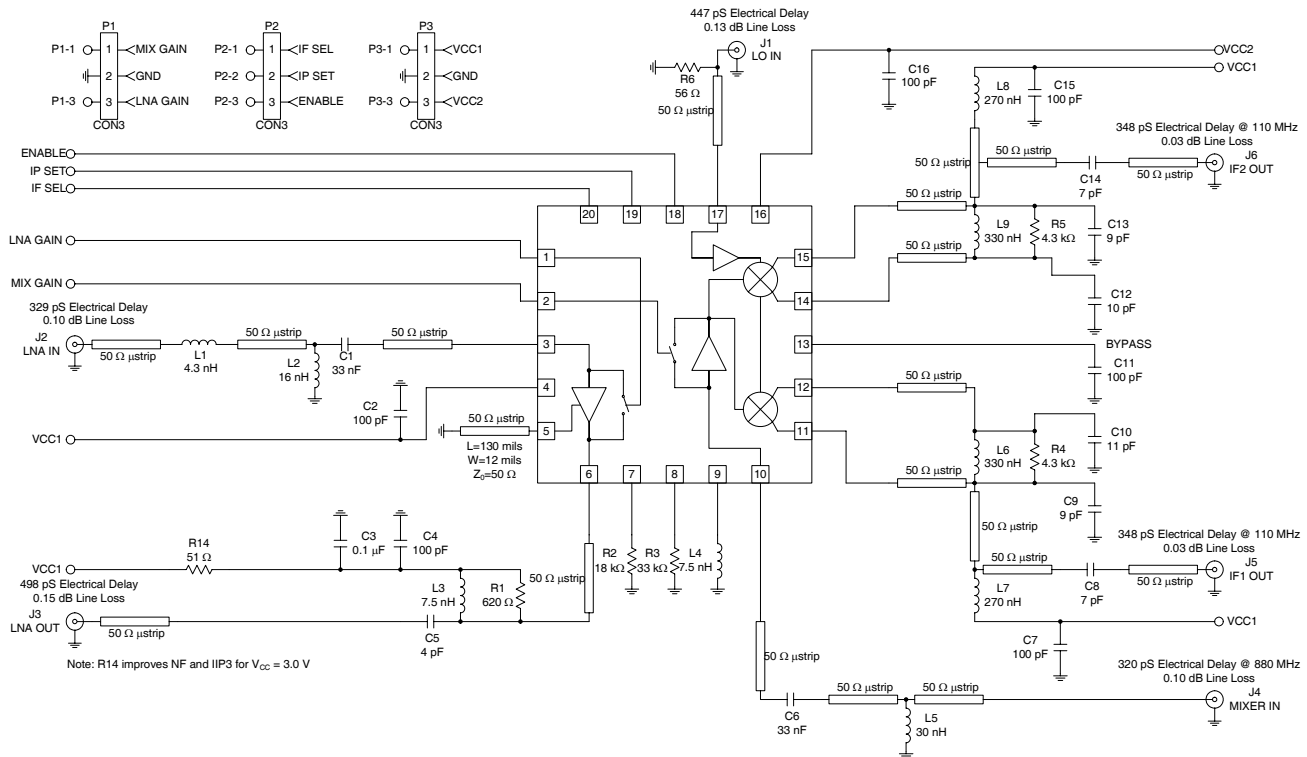 P1
P1-1 1 MIX GAIN
2 GND
P1-3 3 LNA GAIN
CON3
P2
P2-1 1 IF SEL
P2-2 2 IP SET
P2-3 3 ENABLE
CON3
P3
P3-1 1 VCC1
2 GND
P3-3 3 VCC2
CON3
447 pS Electrical Delay
0.13 dB Line Loss
J1
LO IN
R6
56 Ω
50 Ω µstrip
C16
100 pF
VCC2
VCC1
L8
270 nH
C15
100 pF
348 pS Electrical Delay @ 110 MHz
0.03 dB Line Loss
50 Ω µstrip
50 Ω µstrip
C14
7 pF
50 Ω µstrip
J6
IF2 OUT
ENABLE
IP SET
IF SEL
LNA GAIN
MIX GAIN
20
19
18
17
16
1
2
3
4
5
6
7
8
9
10
15
14
13
12
11
50 Ω µstrip
50 Ω µstrip
L9
330 nH
R5
4.3 kΩ
C13
9 pF
C12
10 pF
BYPASS
C11
100 pF
329 pS Electrical Delay
0.10 dB Line Loss
J2
LNA IN
50 Ω µstrip
L1
4.3 nH
50 Ω µstrip
L2
16 nH
C1
33 nF
50 Ω µstrip
C2
100 pF
VCC1
50 Ω µstrip
L=130 mils
W=12 mils
Z0=50 Ω
50 Ω µstrip
50 Ω µstrip
L6
330 nH
R4
4.3 kΩ
C10
11 pF
C9
9 pF
50 Ω µstrip
348 pS Electrical Delay @ 110 MHz
0.03 dB Line Loss
50 Ω µstrip
C8
7 pF
50 Ω µstrip
J5
IF1 OUT
L7
270 nH
C7
100 pF
VCC1
R14
51 Ω
C3
0.1 µF
C4
100 pF
VCC1
498 pS Electrical Delay
0.15 dB Line Loss
J3
LNA OUT
50 Ω µstrip
L3
7.5 nH
R1
620 Ω
C5
4 pF
50 Ω µstrip
R2
18 kΩ
R3
33 kΩ
L4
7.5 nH
Note: R14 improves NF and IIP3 for VCC = 3.0 V
50 Ω µstrip
C6
33 nF
50 Ω µstrip
L5
30 nH
50 Ω µstrip
320 pS Electrical Delay @ 880 MHz
0.10 dB Line Loss
J4
MIXER IN